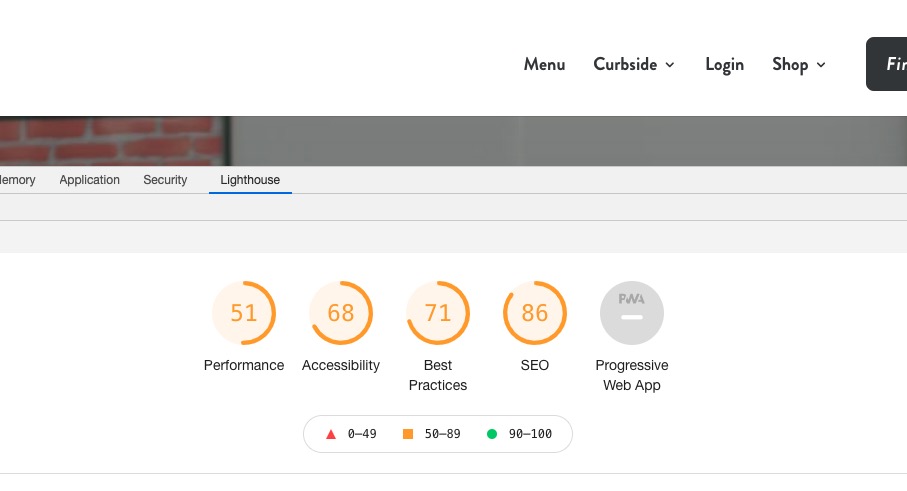 Menu Curbside Login Shop Fir
lemory Application Security Lighthouse
51 68 71 86 PWA
Performance Accessibility Best Practices SEO Progressive Web App
0–49 50–89 90–100